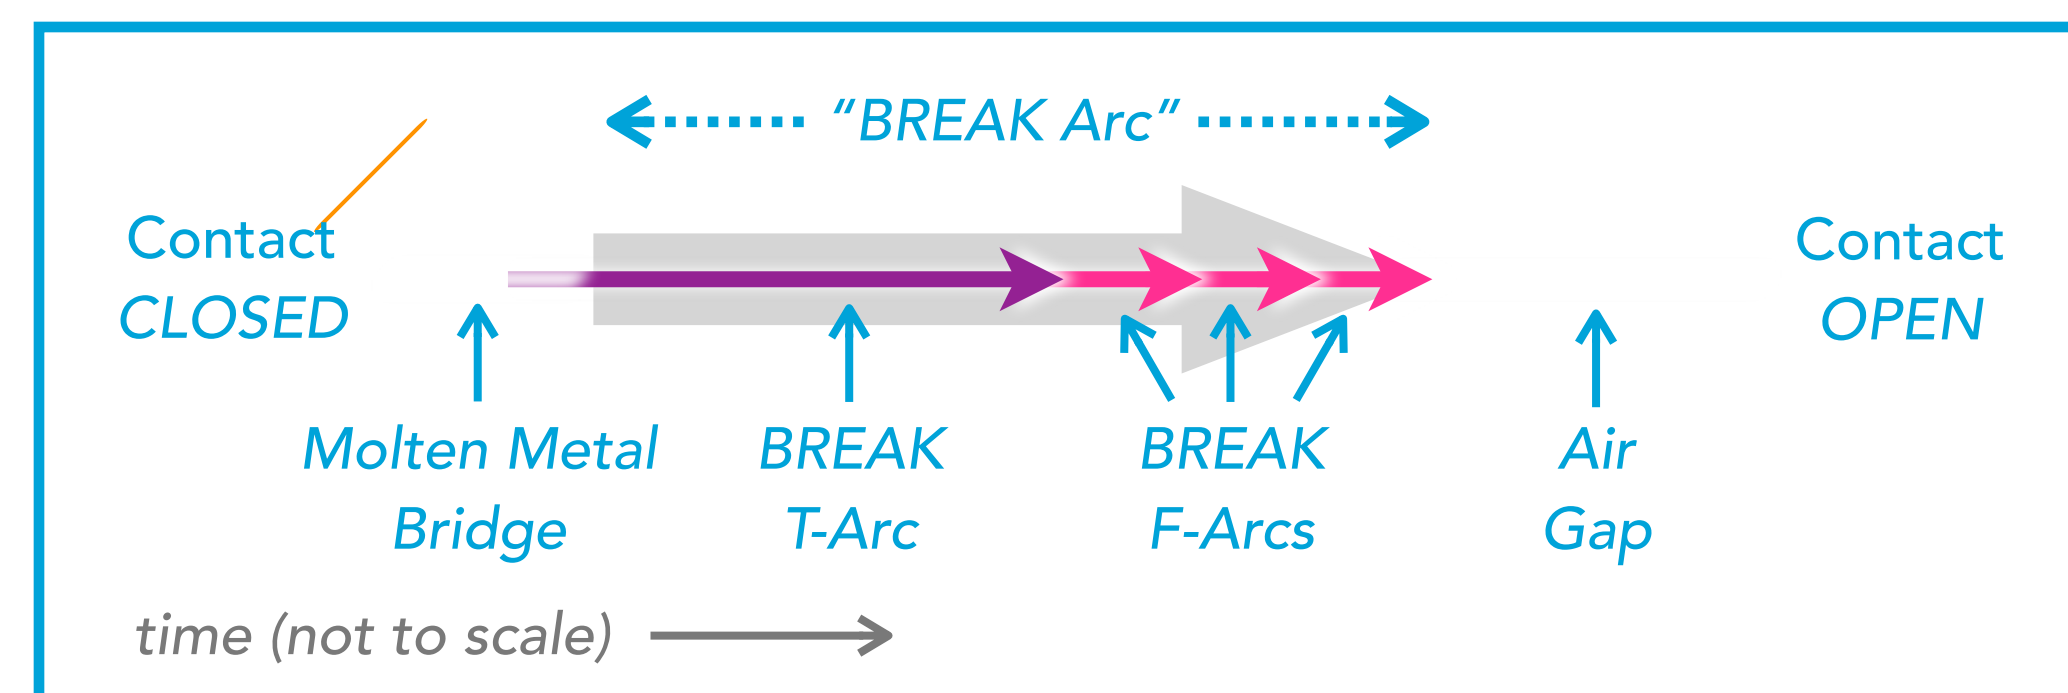 “BREAK Arc”
Contact
CLOSED
Contact
OPEN
Molten Metal
Bridge
BREAK
T-Arc
BREAK
F-Arcs
Air
Gap
time (not to scale)